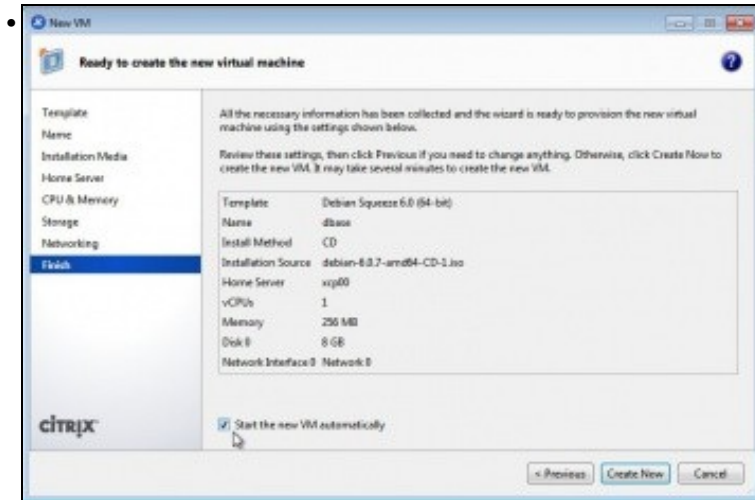 New VM
Ready to create the new virtual machine
?
Template
Name
Installation Media
Home Server
CPU & Memory
Storage
Networking
Finish
All the necessary information has been collected and the wizard is ready to provision the new virtual
machine using the settings shown below.
Review these settings, then click Previous if you need to change anything. Otherwise, click Create Now to
create the new VM. It may take several minutes to create the new VM.
Template Debian Squeeze 6.0 (64-bit)
Name dbase
Install Method CD
Installation Source debian-6.0.7-amd64-CD-1.iso
Home Server xcp00
vCPUs 1
Memory 256 MB
Disk 0 8 GB
Network Interface 0 Network 0
Start the new VM automatically
CITRIX
< Previous Create Now Cancel